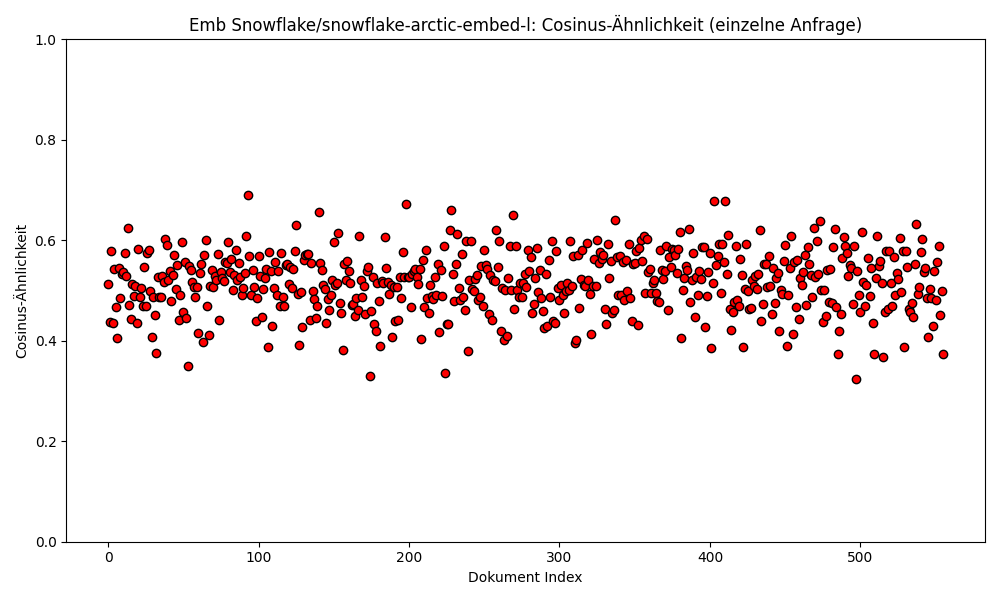 Emb Snowflake/snowflake-arctic-embed-l: Cosinus-Ähnlichkeit (einzelne Anfrage)
Cosinus-Ähnlichkeit
1.0
0.8
0.6
0.4
0.2
0.0
0 100 200 300 400 500
Dokument Index